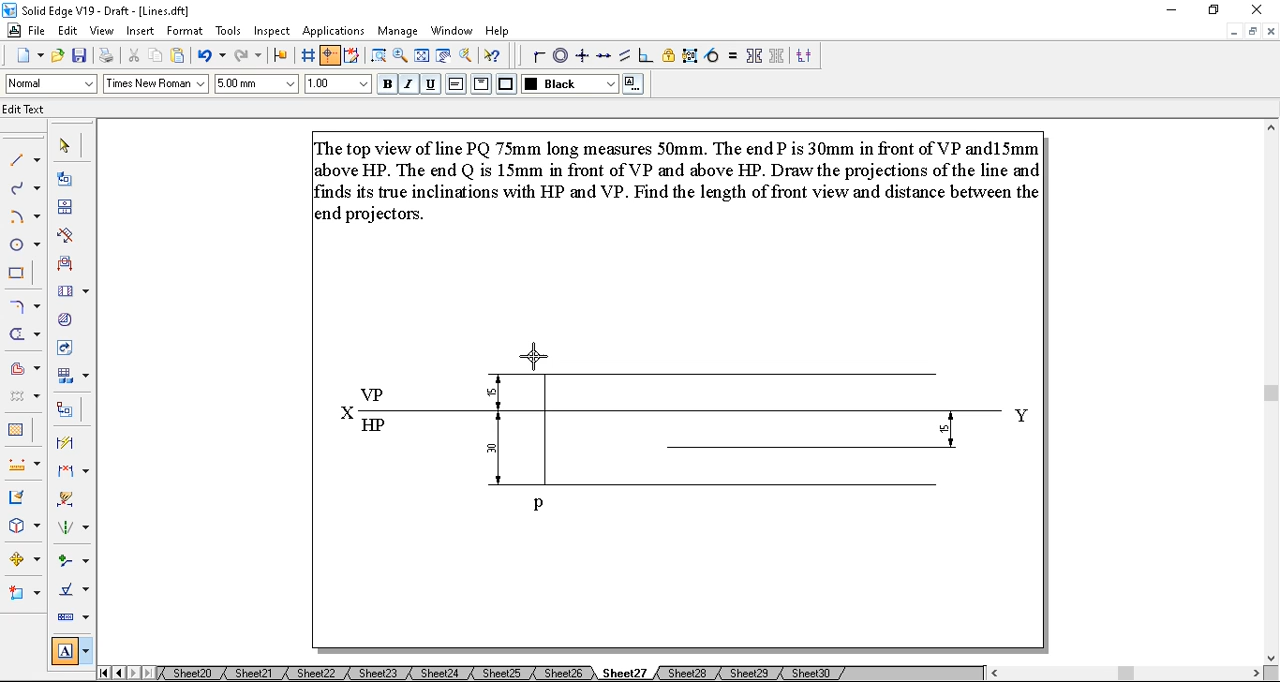 Solid Edge V19 - Draft - [Lines.dft]
File Edit View Insert Format Tools Inspect Applications Manage Window Help
Normal Times New Roman 5.00 mm 1.00 B I U Black A...
Edit Text
The top view of line PQ 75mm long measures 50mm. The end P is 30mm in front of VP and15mm
above HP. The end Q is 15mm in front of VP and above HP. Draw the projections of the line and
finds its true inclinations with HP and VP. Find the length of front view and distance between the
end projectors.
15
VP
X
Y
HP
15
30
p
A
Sheet20 Sheet21 Sheet22 Sheet23 Sheet24 Sheet25 Sheet26 Sheet27 Sheet28 Sheet29 Sheet30